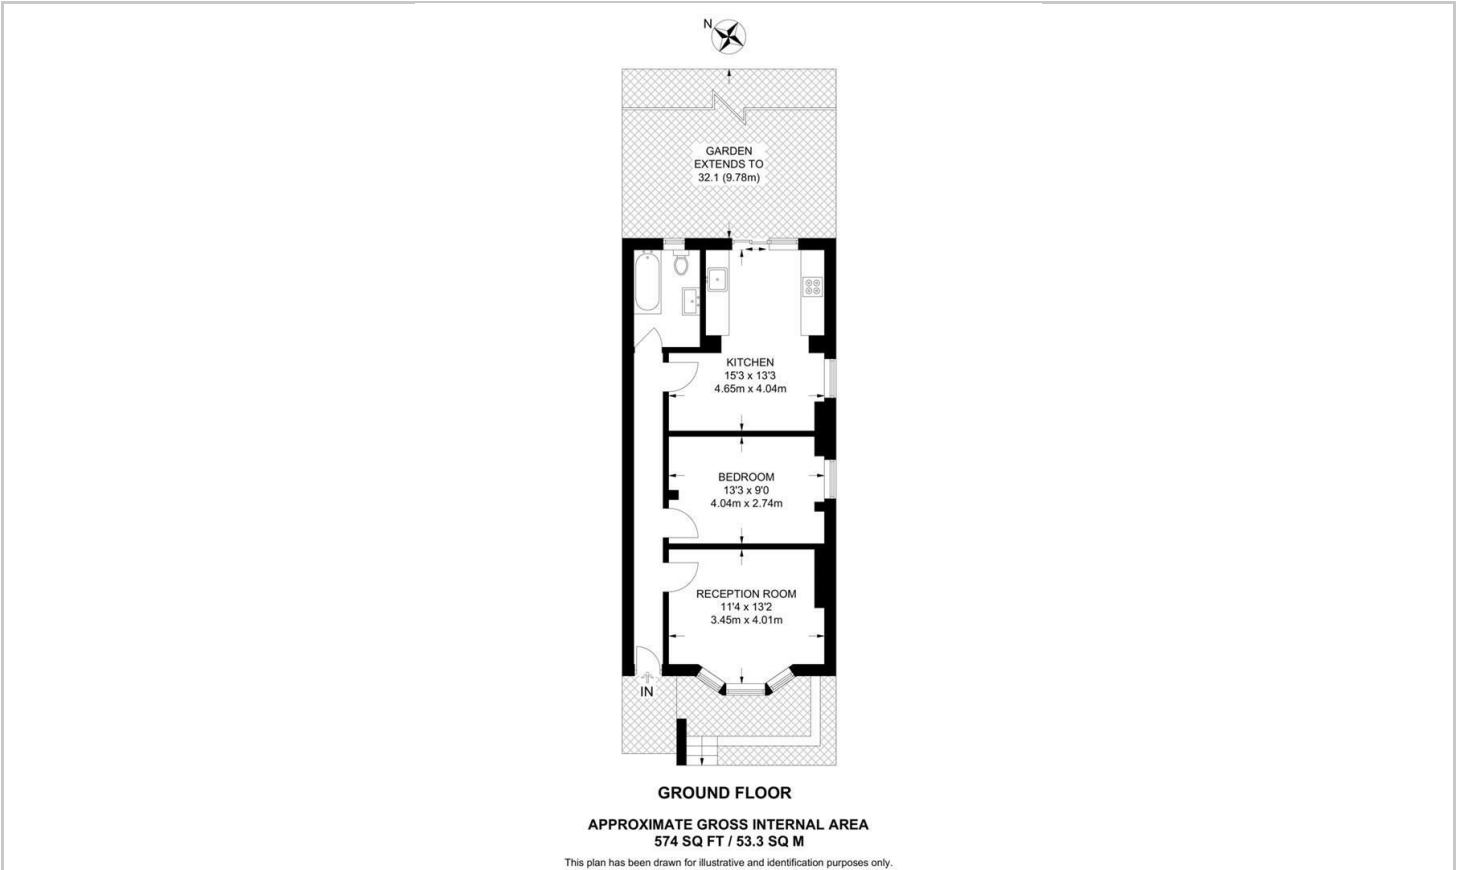 N
GARDEN
EXTENDS TO
32.1 (9.78m)
KITCHEN
15'3 x 13'3
4.65m x 4.04m
BEDROOM
13'3 x 9'0
4.04m x 2.74m
RECEPTION ROOM
11'4 x 13'2
3.45m x 4.01m
IN
GROUND FLOOR
APPROXIMATE GROSS INTERNAL AREA
574 SQ FT / 53.3 SQ M
This plan has been drawn for illustrative and identification purposes only.